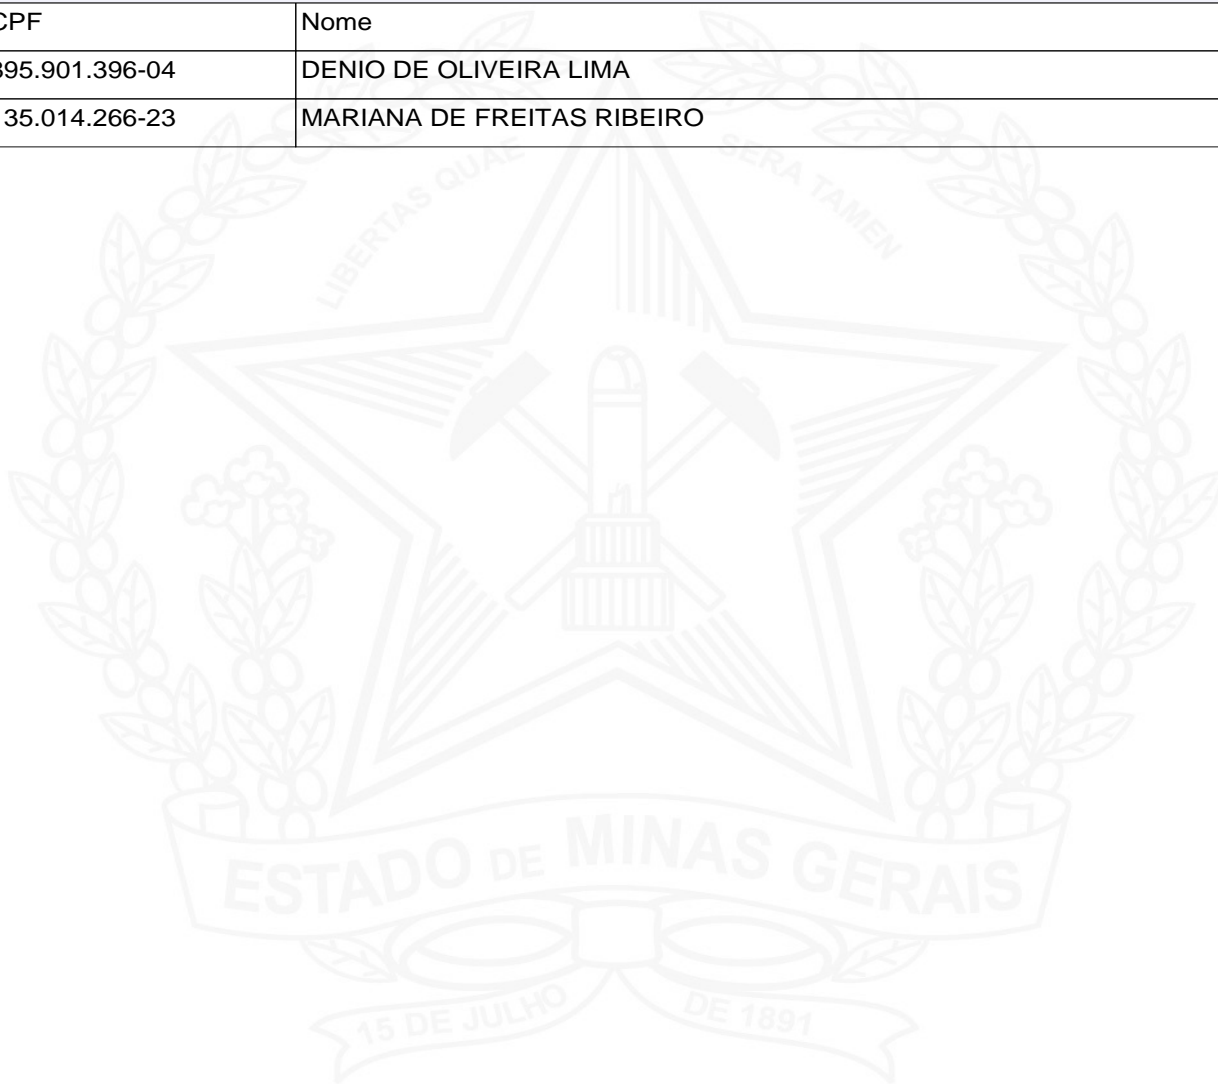 CPF Nome
895.901.396-04 DENIO DE OLIVEIRA LIMA
35.014.266-23 MARIANA DE FREITAS RIBEIRO
LIBERTAS QUAE SERA TAMEN
ESTADO DE MINAS GERAIS
15 DE JULHO DE 1891